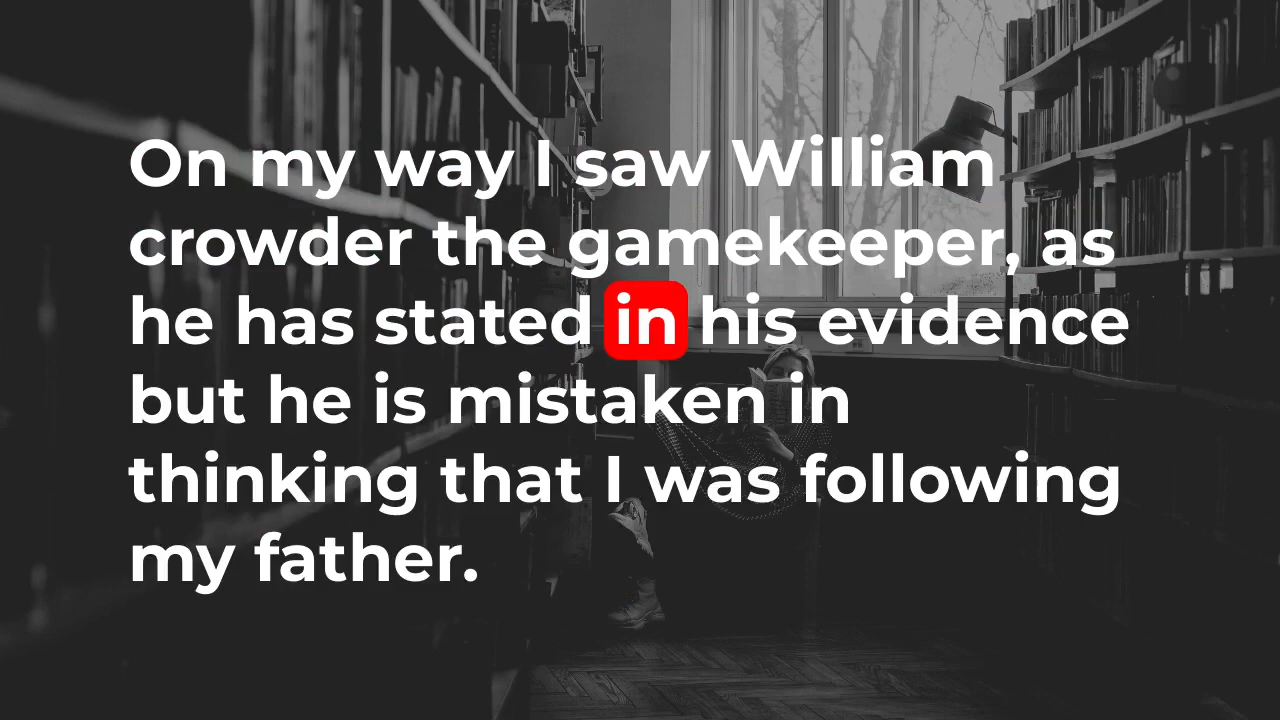 On my way I saw William
crowder the gamekeeper, as
he has stated in his evidence
but he is mistaken in
thinking that I was following
my father.